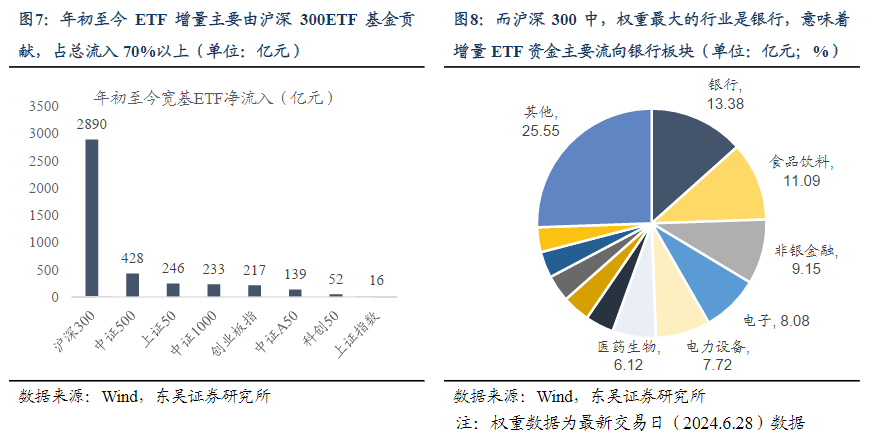 图7：年初至今 ETF 增量主要由沪深 300ETF 基金贡
献，占总流入 70%以上（单位：亿元）
年初至今宽基ETF净流入（亿元）
3500
3000
2500
2000
1500
1000
500
0
2890
428
246
233
217
139
52
16
沪深300
中证500
上证50
中证1000
创业板指
中证A50
科创50
上证指数
数据来源：Wind，东吴证券研究所
图8：而沪深 300 中，权重最大的行业是银行，意味着
增量 ETF 资金主要流向银行板块（单位：亿元；%）
银行,
13.38
食品饮料,
11.09
非银金融,
9.15
电子, 8.08
电力设备,
7.72
医药生物,
6.12
其他,
25.55
数据来源：Wind，东吴证券研究所
注：权重数据为最新交易日（2024.6.28）数据